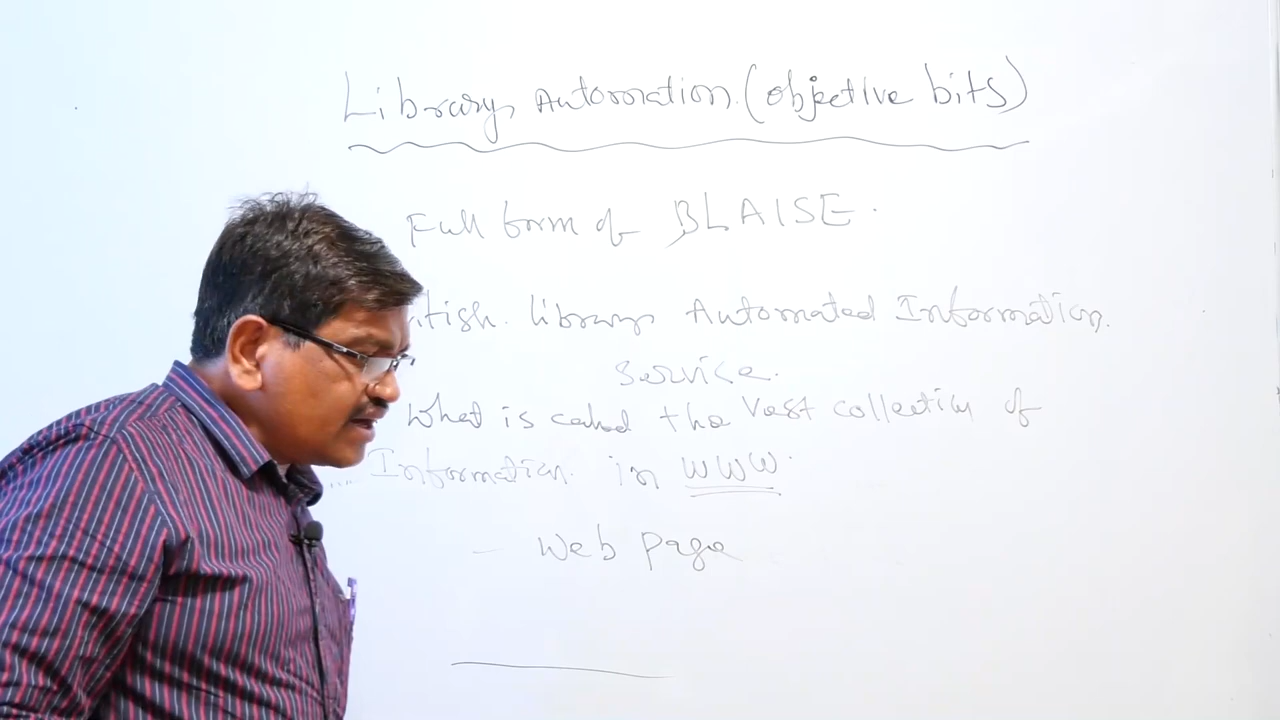 Library Automation (objective bits)
Full form of BLAISE.
tish. library Automated Information.
Service.
What is called the Vast collection of
Information in WWW.
- Web page